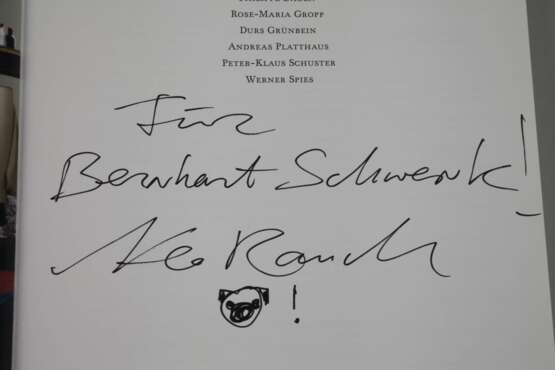 Rose-Maria Gropp
Durs Grünbein
Andreas Platthaus
Peter-Klaus Schuster
Werner Spies
Für
Bernhart Schwenk!
Neo Rauch
!